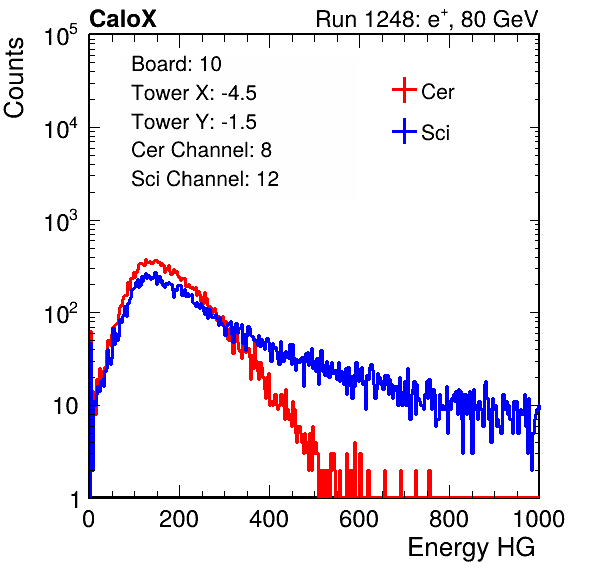 CaloX Run 1248: e⁺, 80 GeV
Counts
Board: 10
Tower X: -4.5
Tower Y: -1.5
Cer Channel: 8
Sci Channel: 12
Cer
Sci
10⁵
10⁴
10³
10²
10
1
0 200 400 600 800 1000
Energy HG